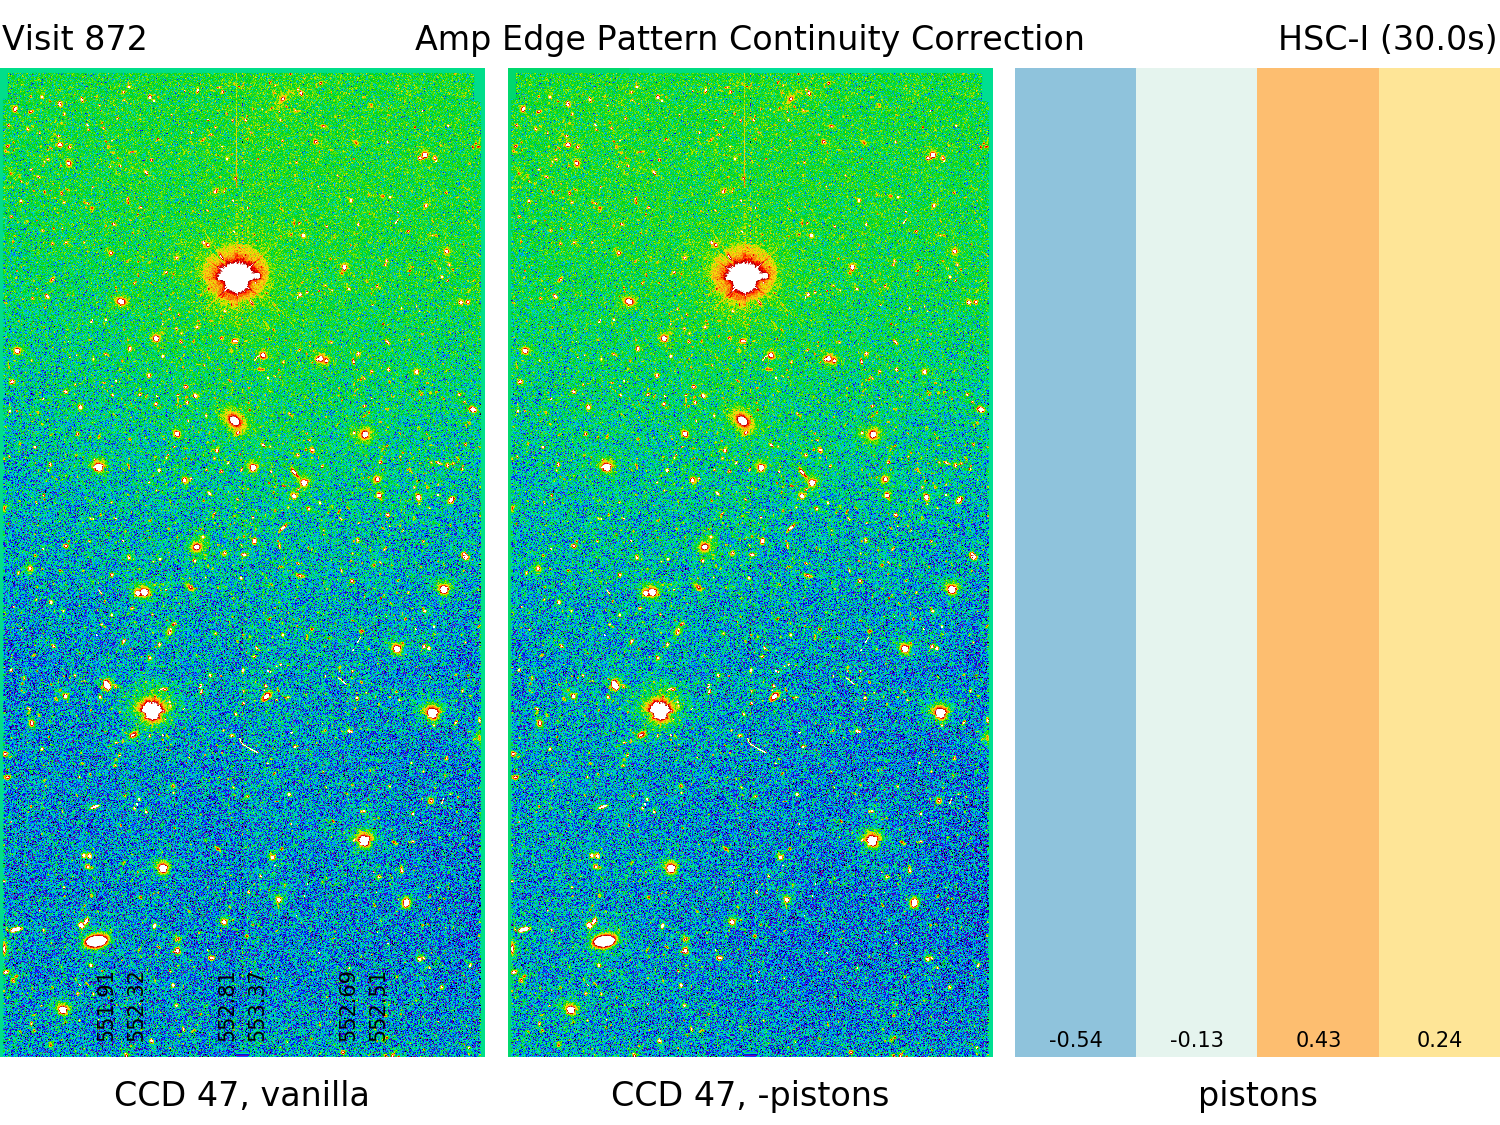 Visit 872
Amp Edge Pattern Continuity Correction
HSC-I (30.0s)
551.91
552.32
552.81
553.37
552.69
552.51
-0.54
-0.13
0.43
0.24
CCD 47, vanilla
CCD 47, -pistons
pistons